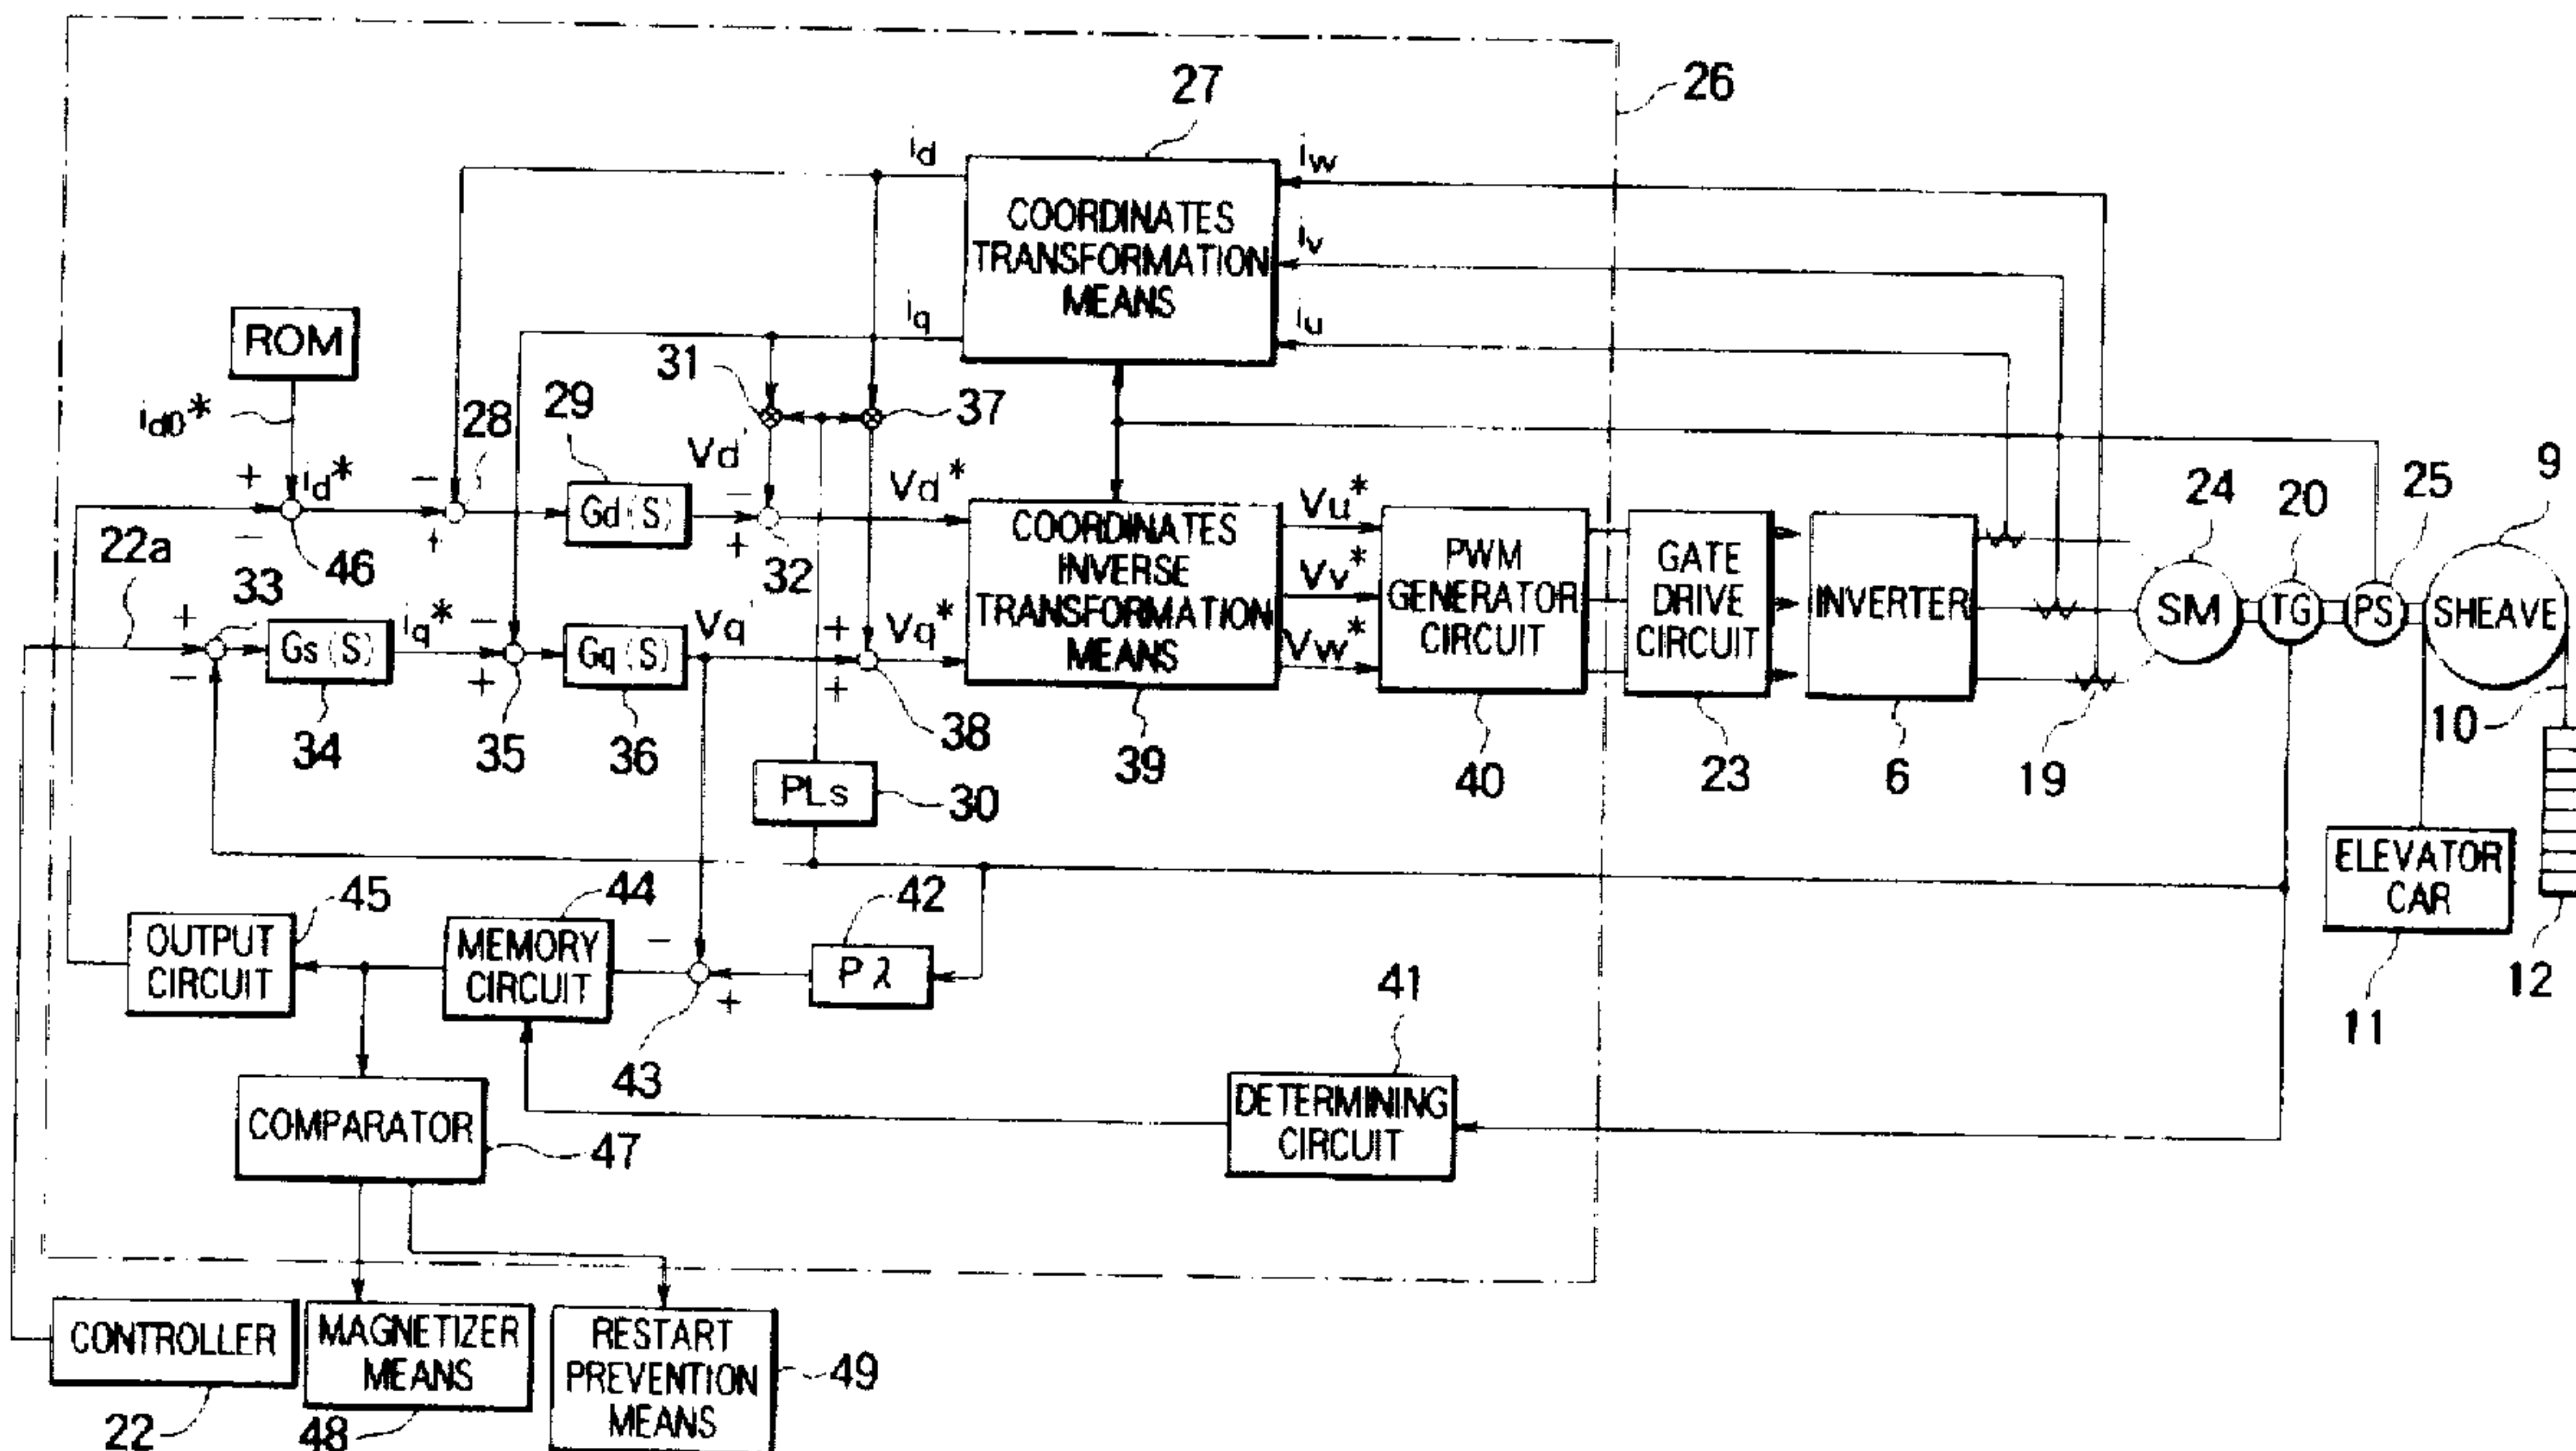 26
27
id
iw
COORDINATES
TRANSFORMATION
MEANS
iv
iq
iu
ROM
31
29
28
37
id0*
Vd'
9
+
id*
-
-
Vd*
24
20
25
Gd(S)
COORDINATES
INVERSE
TRANSFORMATION
MEANS
Vu*
Vv*
Vw*
PWM
GENERATOR
CIRCUIT
GATE
DRIVE
CIRCUIT
INVERTER
SM
TG
PS
SHEAVE
22a
-
46
+
+
32
33
+
-
Gs(S)
iq*
-
+
Gq(S)
Vq'
+
+
Vq*
34
35
36
38
39
40
23
6
19
10
PLs
30
45
44
42
ELEVATOR
CAR
OUTPUT
CIRCUIT
MEMORY
CIRCUIT
-
+
Pλ
12
11
41
43
COMPARATOR
47
DETERMINING
CIRCUIT
CONTROLLER
MAGNETIZER
MEANS
RESTART
PREVENTION
MEANS
49
22
48